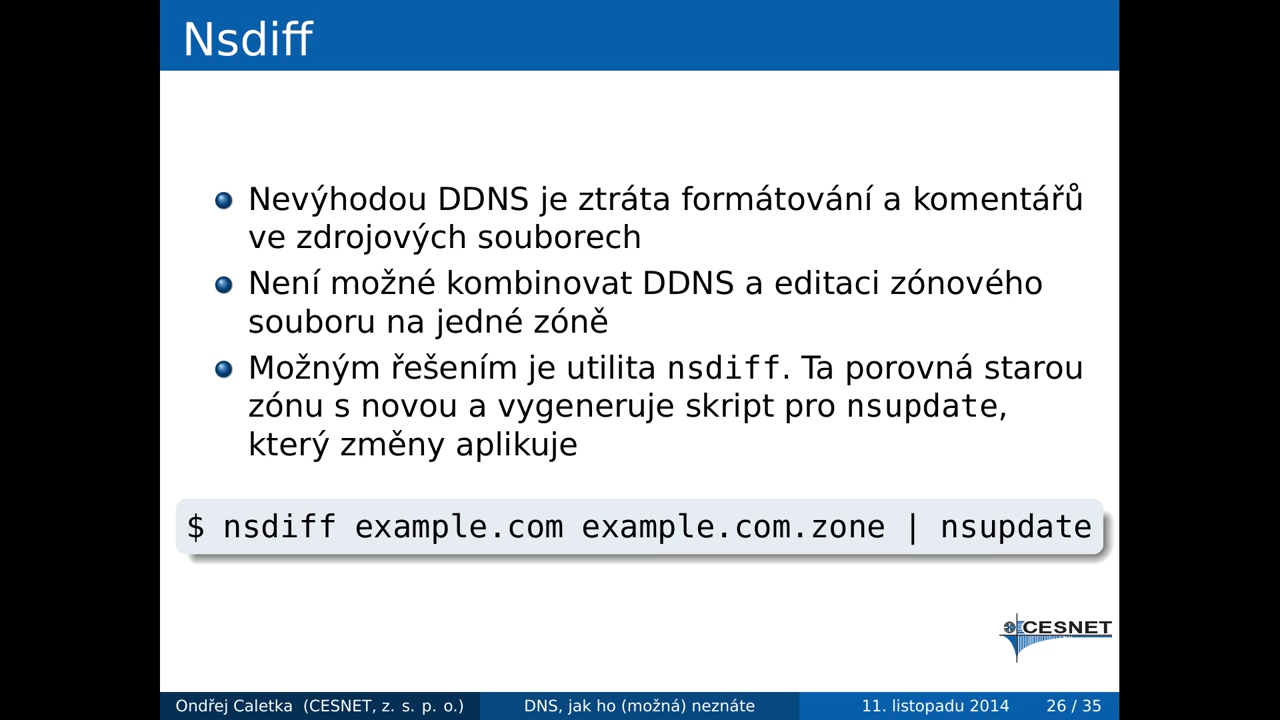 Nsdiff
Nevýhodou DDNS je ztráta formátování a komentářů
ve zdrojových souborech
Není možné kombinovat DDNS a editaci zónového
souboru na jedné zóně
Možným řešením je utilita nsdiff. Ta porovná starou
zónu s novou a vygeneruje skript pro nsupdate,
který změny aplikuje
$ nsdiff example.com example.com.zone | nsupdate
CESNET
Ondřej Caletka (CESNET, z. s. p. o.) DNS, jak ho (možná) neznáte 11. listopadu 2014 26 / 35